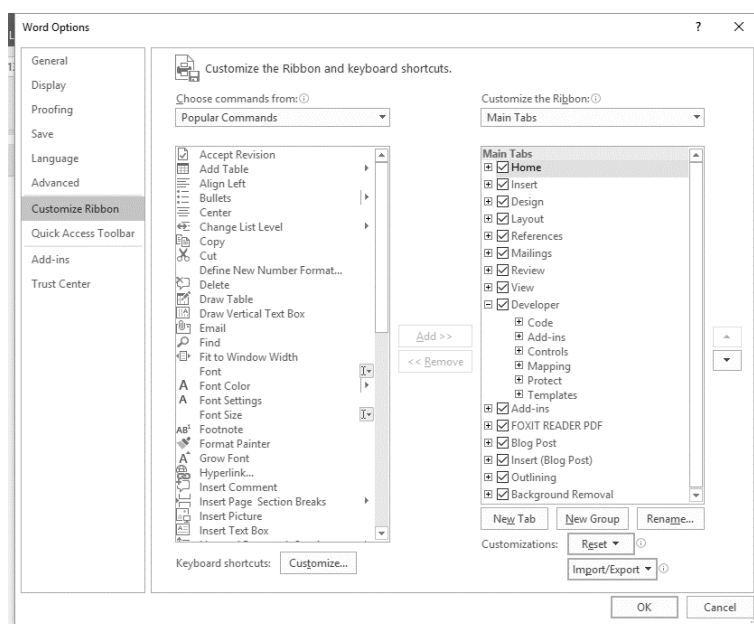 Word Options
?
General
Display
Proofing
Save
Language
Advanced
Customize Ribbon
Quick Access Toolbar
Add-ins
Trust Center
Customize the Ribbon and keyboard shortcuts.
Choose commands from:
Popular Commands
Accept Revision
Add Table
Align Left
Bullets
Center
Change List Level
Copy
Cut
Define New Number Format...
Delete
Draw Table
Draw Vertical Text Box
Email
Find
Fit to Window Width
Font
Font Color
Font Settings
Font Size
Footnote
Format Painter
Grow Font
Hyperlink...
Insert Comment
Insert Page Section Breaks
Insert Picture
Insert Text Box
Keyboard shortcuts: Customize...
Add >>
<< Remove
Customize the Ribbon:
Main Tabs
Main Tabs
Home
Insert
Design
Layout
References
Mailings
Review
View
Developer
Code
Add-ins
Controls
Mapping
Protect
Templates
Add-ins
FOXIT READER PDF
Blog Post
Insert (Blog Post)
Outlining
Background Removal
New Tab New Group Rename...
Customizations: Reset
Import/Export
OK Cancel